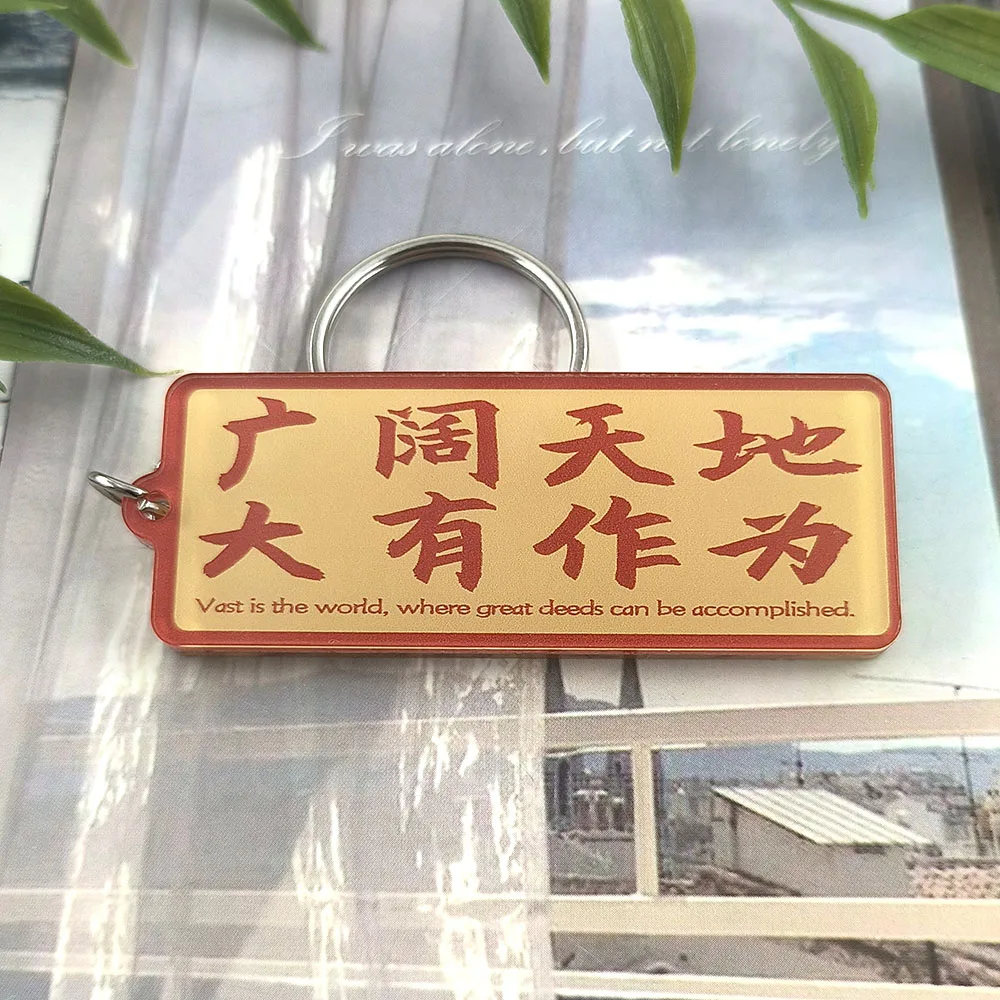 I was alone, but not lonely
广阔天地
大有作为
Vast is the world, where great deeds can be accomplished.